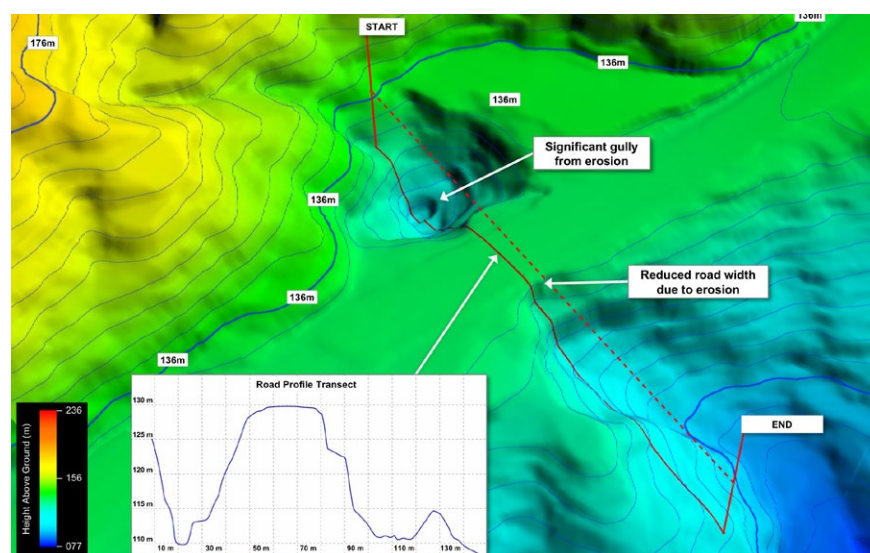 START
136m
176m
136m
136m
Significant gully
from erosion
136m
Reduced road width
due to erosion
136m
136m
Road Profile Transect
130 m
125 m
120 m
115 m
110 m
10 m 30 m 50 m 70 m 90 m 110 m 130 m
END
Height Above Ground (m)
236
156
077